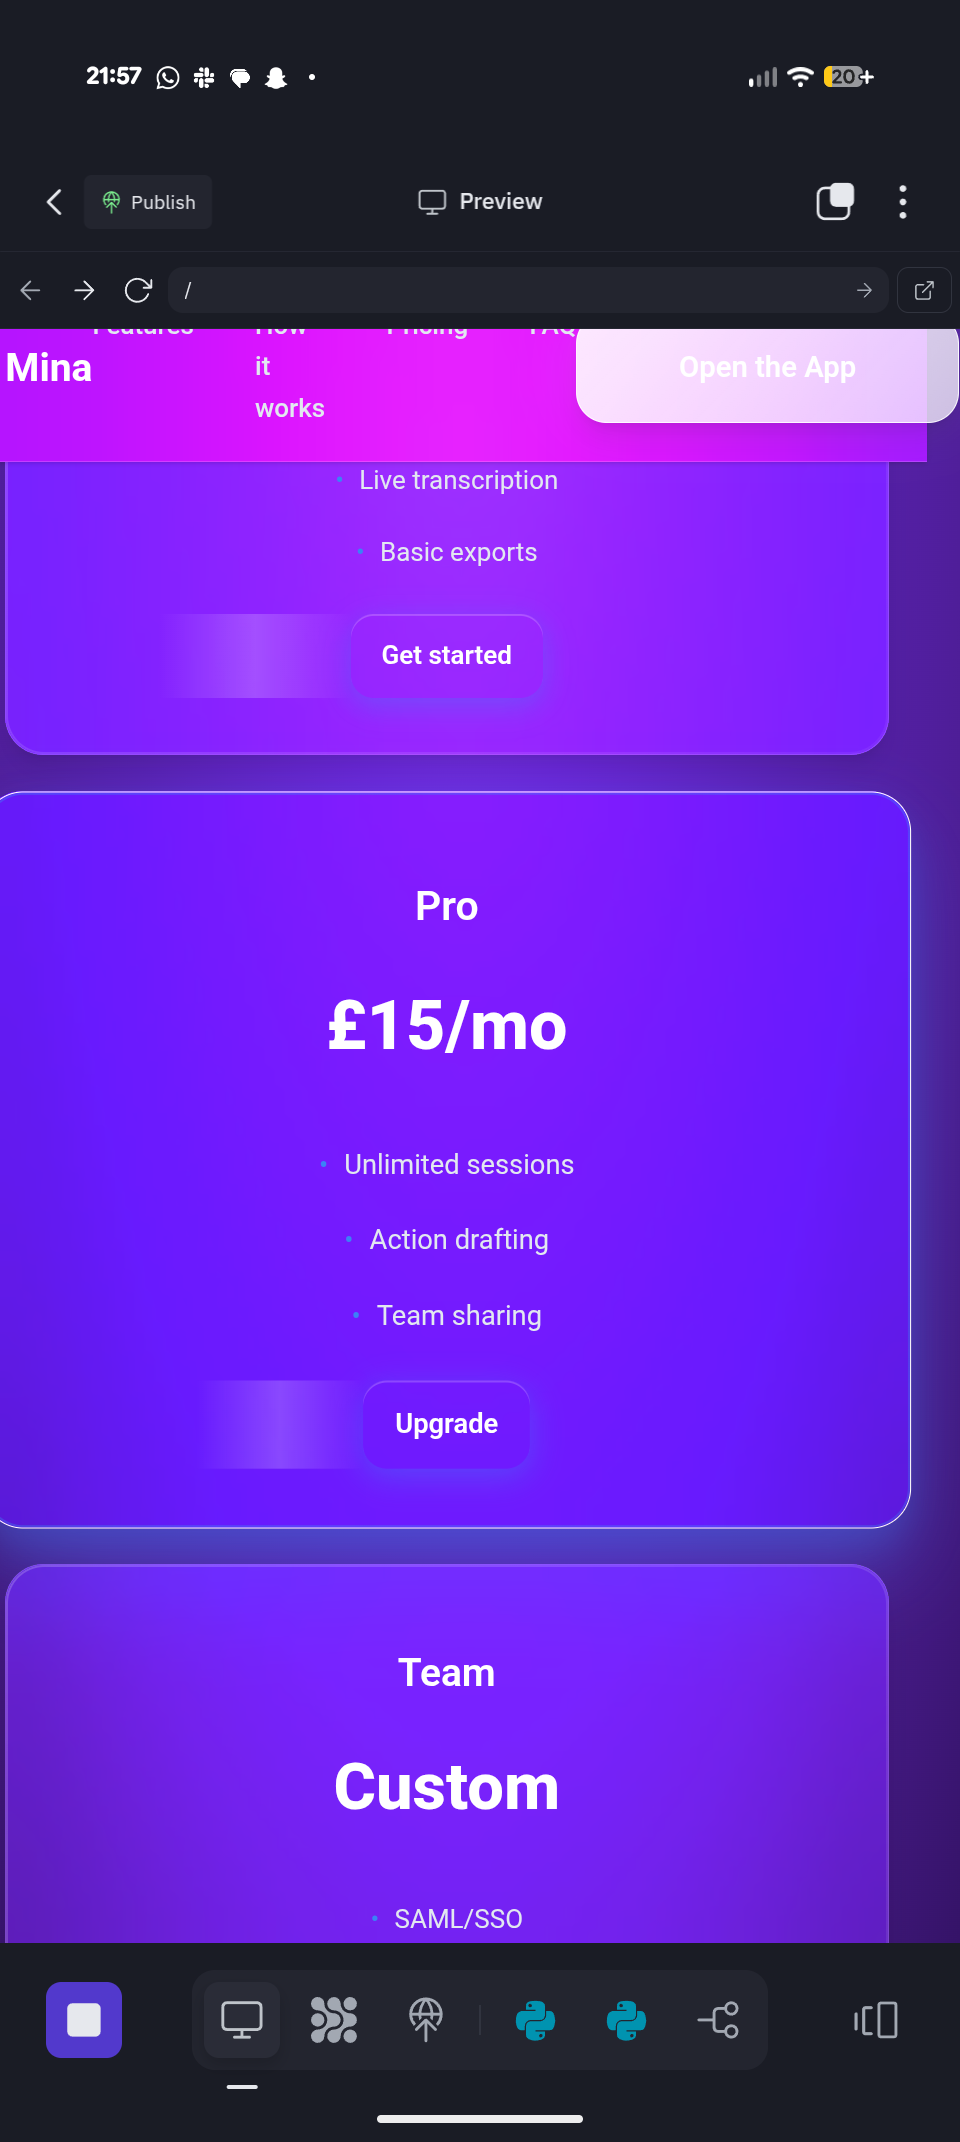 21:57
20+
Publish
Preview
/
Features
How
it
works
Pricing
FAQ
Mina
Open the App
• Live transcription
• Basic exports
Get started
Pro
£15/mo
• Unlimited sessions
• Action drafting
• Team sharing
Upgrade
Team
Custom
• SAML/SSO